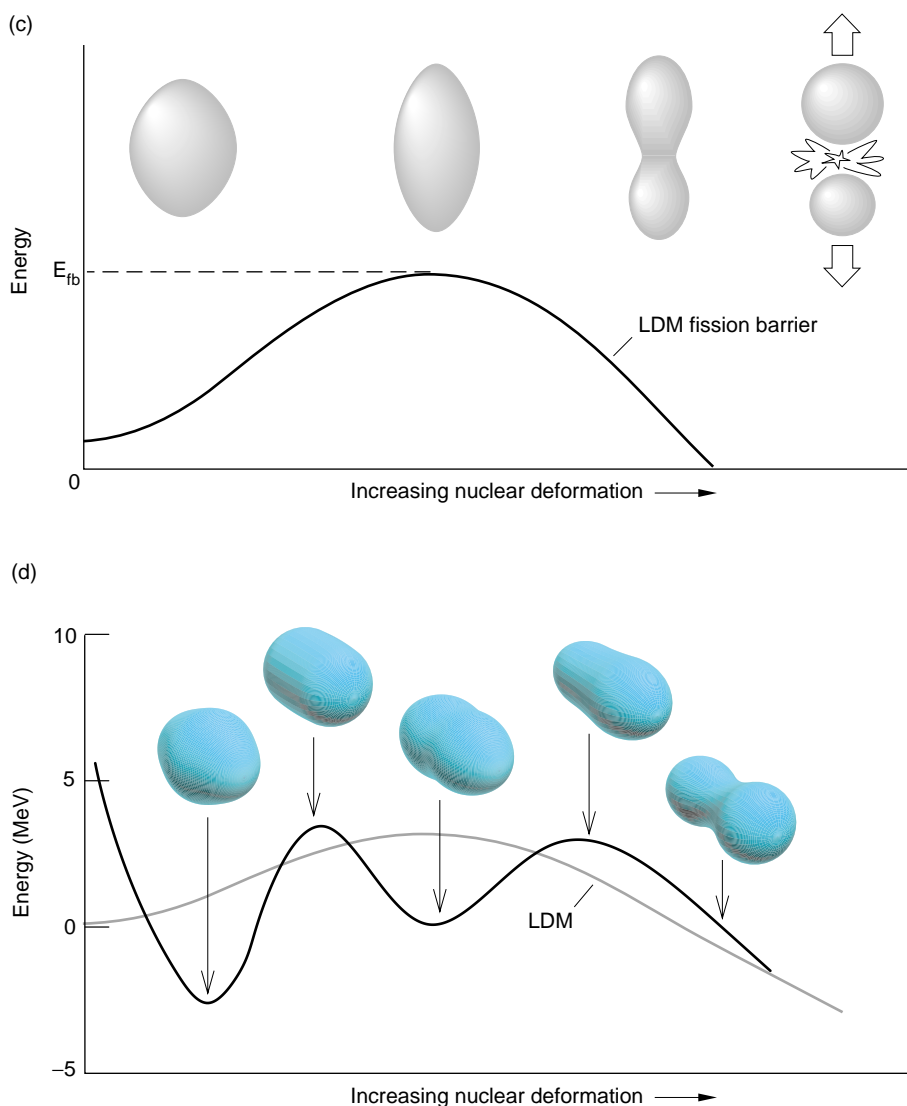 (c)
Energy
E_fb
LDM fission barrier
0
Increasing nuclear deformation
(d)
10
5
Energy (MeV)
0
LDM
–5
Increasing nuclear deformation